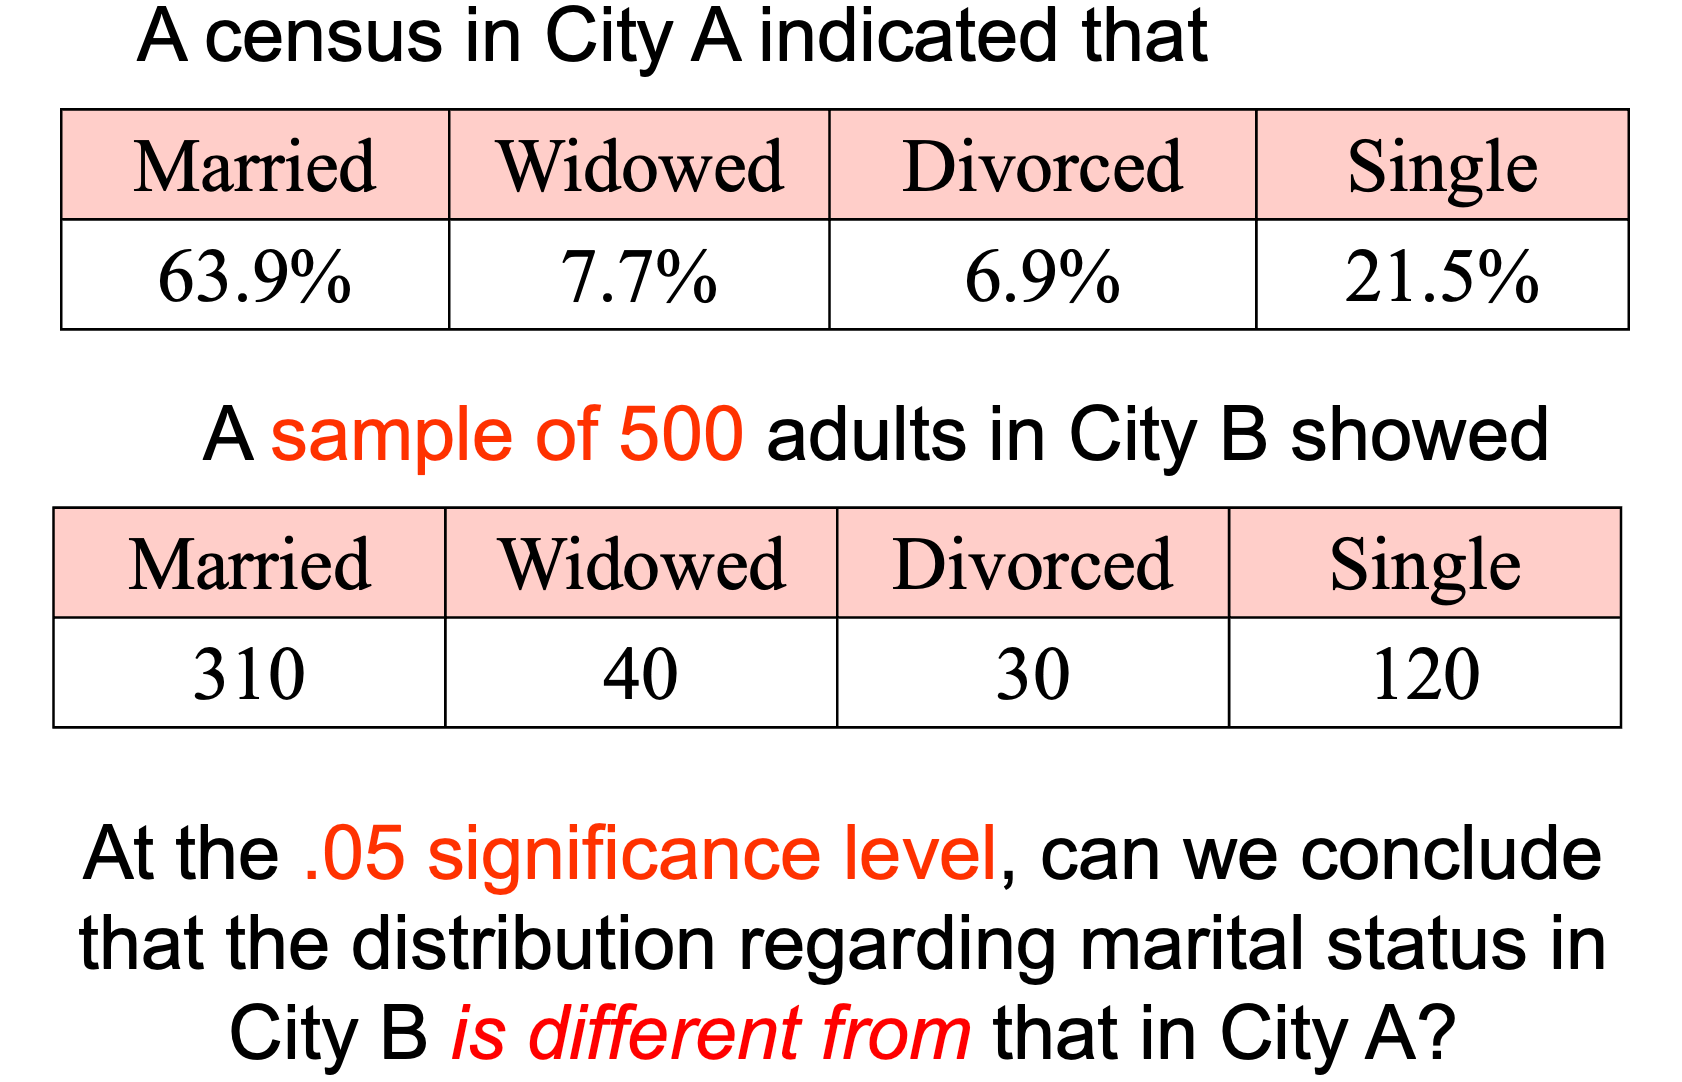 A census in City A indicated that
Married Widowed Divorced Single
63.9% 7.7% 6.9% 21.5%
A sample of 500 adults in City B showed
Married Widowed Divorced Single
310 40 30 120
At the .05 significance level, can we conclude
that the distribution regarding marital status in
City B is different from that in City A?